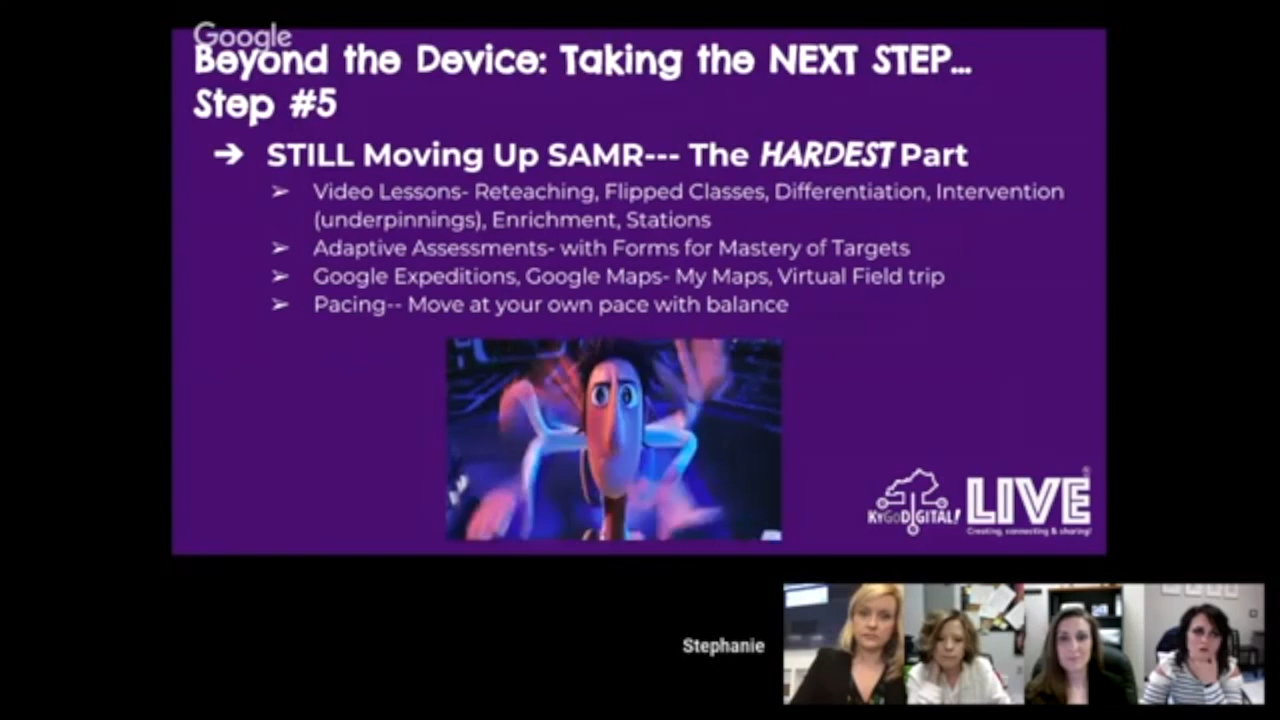 Google
Beyond the Device: Taking the NEXT STEP...
Step #5
➔ STILL Moving Up SAMR--- The HARDEST Part
➢ Video Lessons- Reteaching, Flipped Classes, Differentiation, Intervention
(underpinnings), Enrichment, Stations
➢ Adaptive Assessments- with Forms for Mastery of Targets
➢ Google Expeditions, Google Maps- My Maps, Virtual Field trip
➢ Pacing-- Move at your own pace with balance
KYGoDIGITAL! LIVE
Creating, connecting & sharing!
Stephanie